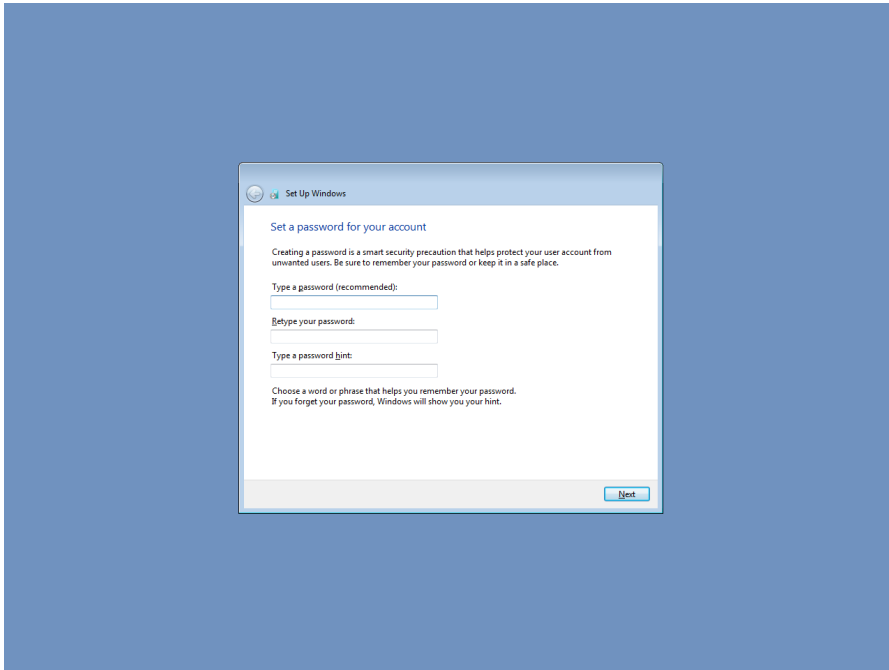 Set Up Windows
Set a password for your account
Creating a password is a smart security precaution that helps protect your user account from
unwanted users. Be sure to remember your password or keep it in a safe place.
Type a password (recommended):
Retype your password:
Type a password hint:
Choose a word or phrase that helps you remember your password.
If you forget your password, Windows will show you your hint.
Next